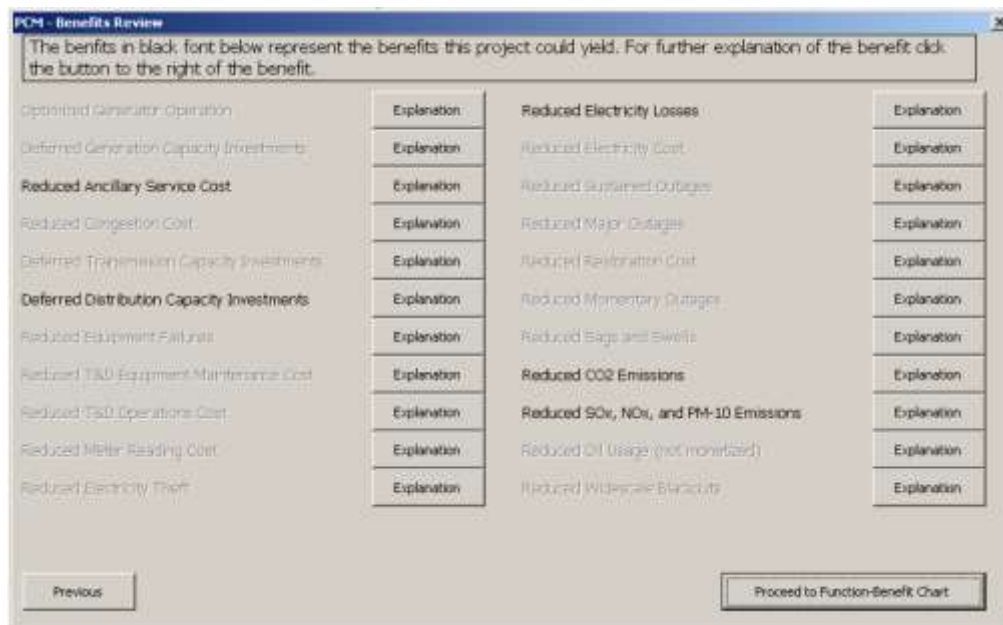 PCM - Benefits Review
The benfits in black font below represent the benefits this project could yield. For further explanation of the benefit click
the button to the right of the benefit.
Optimized Generator Operation Explanation Reduced Electricity Losses Explanation
Deferred Generation Capacity Investments Explanation Reduced Electricity Cost Explanation
Reduced Ancillary Service Cost Explanation Reduced Sustained Outages Explanation
Reduced Congestion Cost Explanation Reduced Major Outages Explanation
Deferred Transmission Capacity Investments Explanation Reduced Restoration Cost Explanation
Deferred Distribution Capacity Investments Explanation Reduced Momentary Outages Explanation
Reduced Equipment Failures Explanation Reduced Sags and Swells Explanation
Reduced T&D Equipment Maintenance Cost Explanation Reduced CO2 Emissions Explanation
Reduced T&D Operations Cost Explanation Reduced SOx, NOx, and PM-10 Emissions Explanation
Reduced Meter Reading Cost Explanation Reduced Oil Usage (not monetized) Explanation
Reduced Electricity Theft Explanation Reduced Widescale Blackouts Explanation
Previous Proceed to Function-Benefit Chart